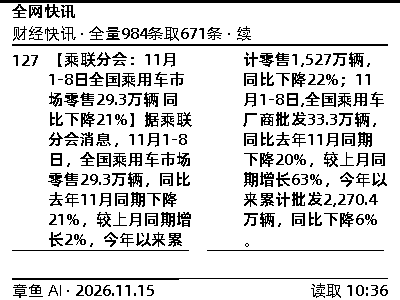 全网快讯
财经快讯 · 全量984条取671条 · 续
127 【乘联分会：11月
1-8日全国乘用车市
场零售29.3万辆 同
比下降21%】据乘联
分会消息，11月1-8
日，全国乘用车市场
零售29.3万辆，同比
去年11月同期下降
21%，较上月同期增
长2%，今年以来累
计零售1,527万辆，
同比下降22%；11
月1-8日,全国乘用车
厂商批发33.3万辆，
同比去年11月同期
下降20%，较上月同
期增长63%，今年以
来累计批发2,270.4
万辆，同比下降6%
。
章鱼 AI · 2026.11.15
读取 10:36